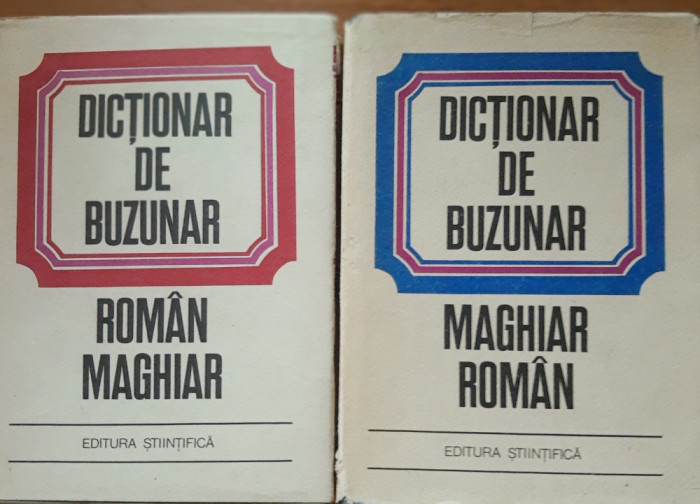 DICȚIONAR
DE
BUZUNAR
ROMÂN
MAGHIAR
EDITURA ȘTIINȚIFICĂ
DICȚIONAR
DE
BUZUNAR
MAGHIAR
ROMÂN
EDITURA ȘTIINȚIFICĂ